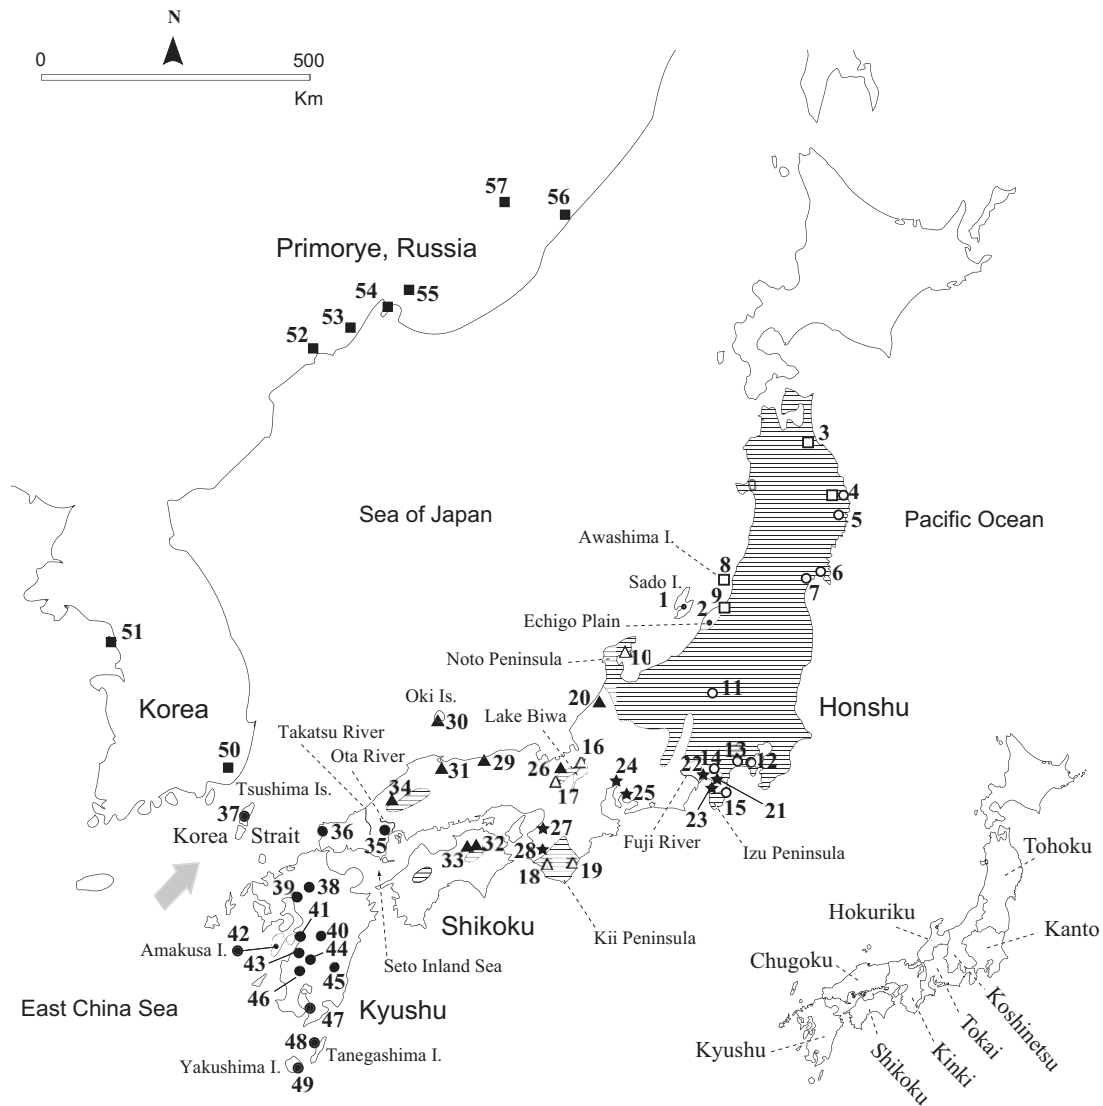 N
0
500
Km
57
56
Primorye, Russia
54
55
53
52
3
4
Sea of Japan
5
Pacific Ocean
Awashima I.
8
6
Sado I.
7
1
9
2
Echigo Plain
51
Noto Peninsula
10
11
Oki Is.
20
Korea
30
Lake Biwa
Honshu
Takatsu River
Ota River
16
13
50
31
29
26
14
12
24
22
Tsushima Is.
34
17
25
37
23
15
21
Korea
Strait
36
35
27
Fuji River
33
32
28
Izu Peninsula
18
19
39
38
41
Shikoku
42
40
Kii Peninsula
Amakusa I.
44
43
Seto Inland Sea
45
46
East China Sea
47
Kyushu
48
Tanegashima I.
Yakushima I.
49
Tohoku
Hokuriku
Kanto
Chugoku
Koshinetsu
Tokai
Kyushu
Kinki
Shikoku